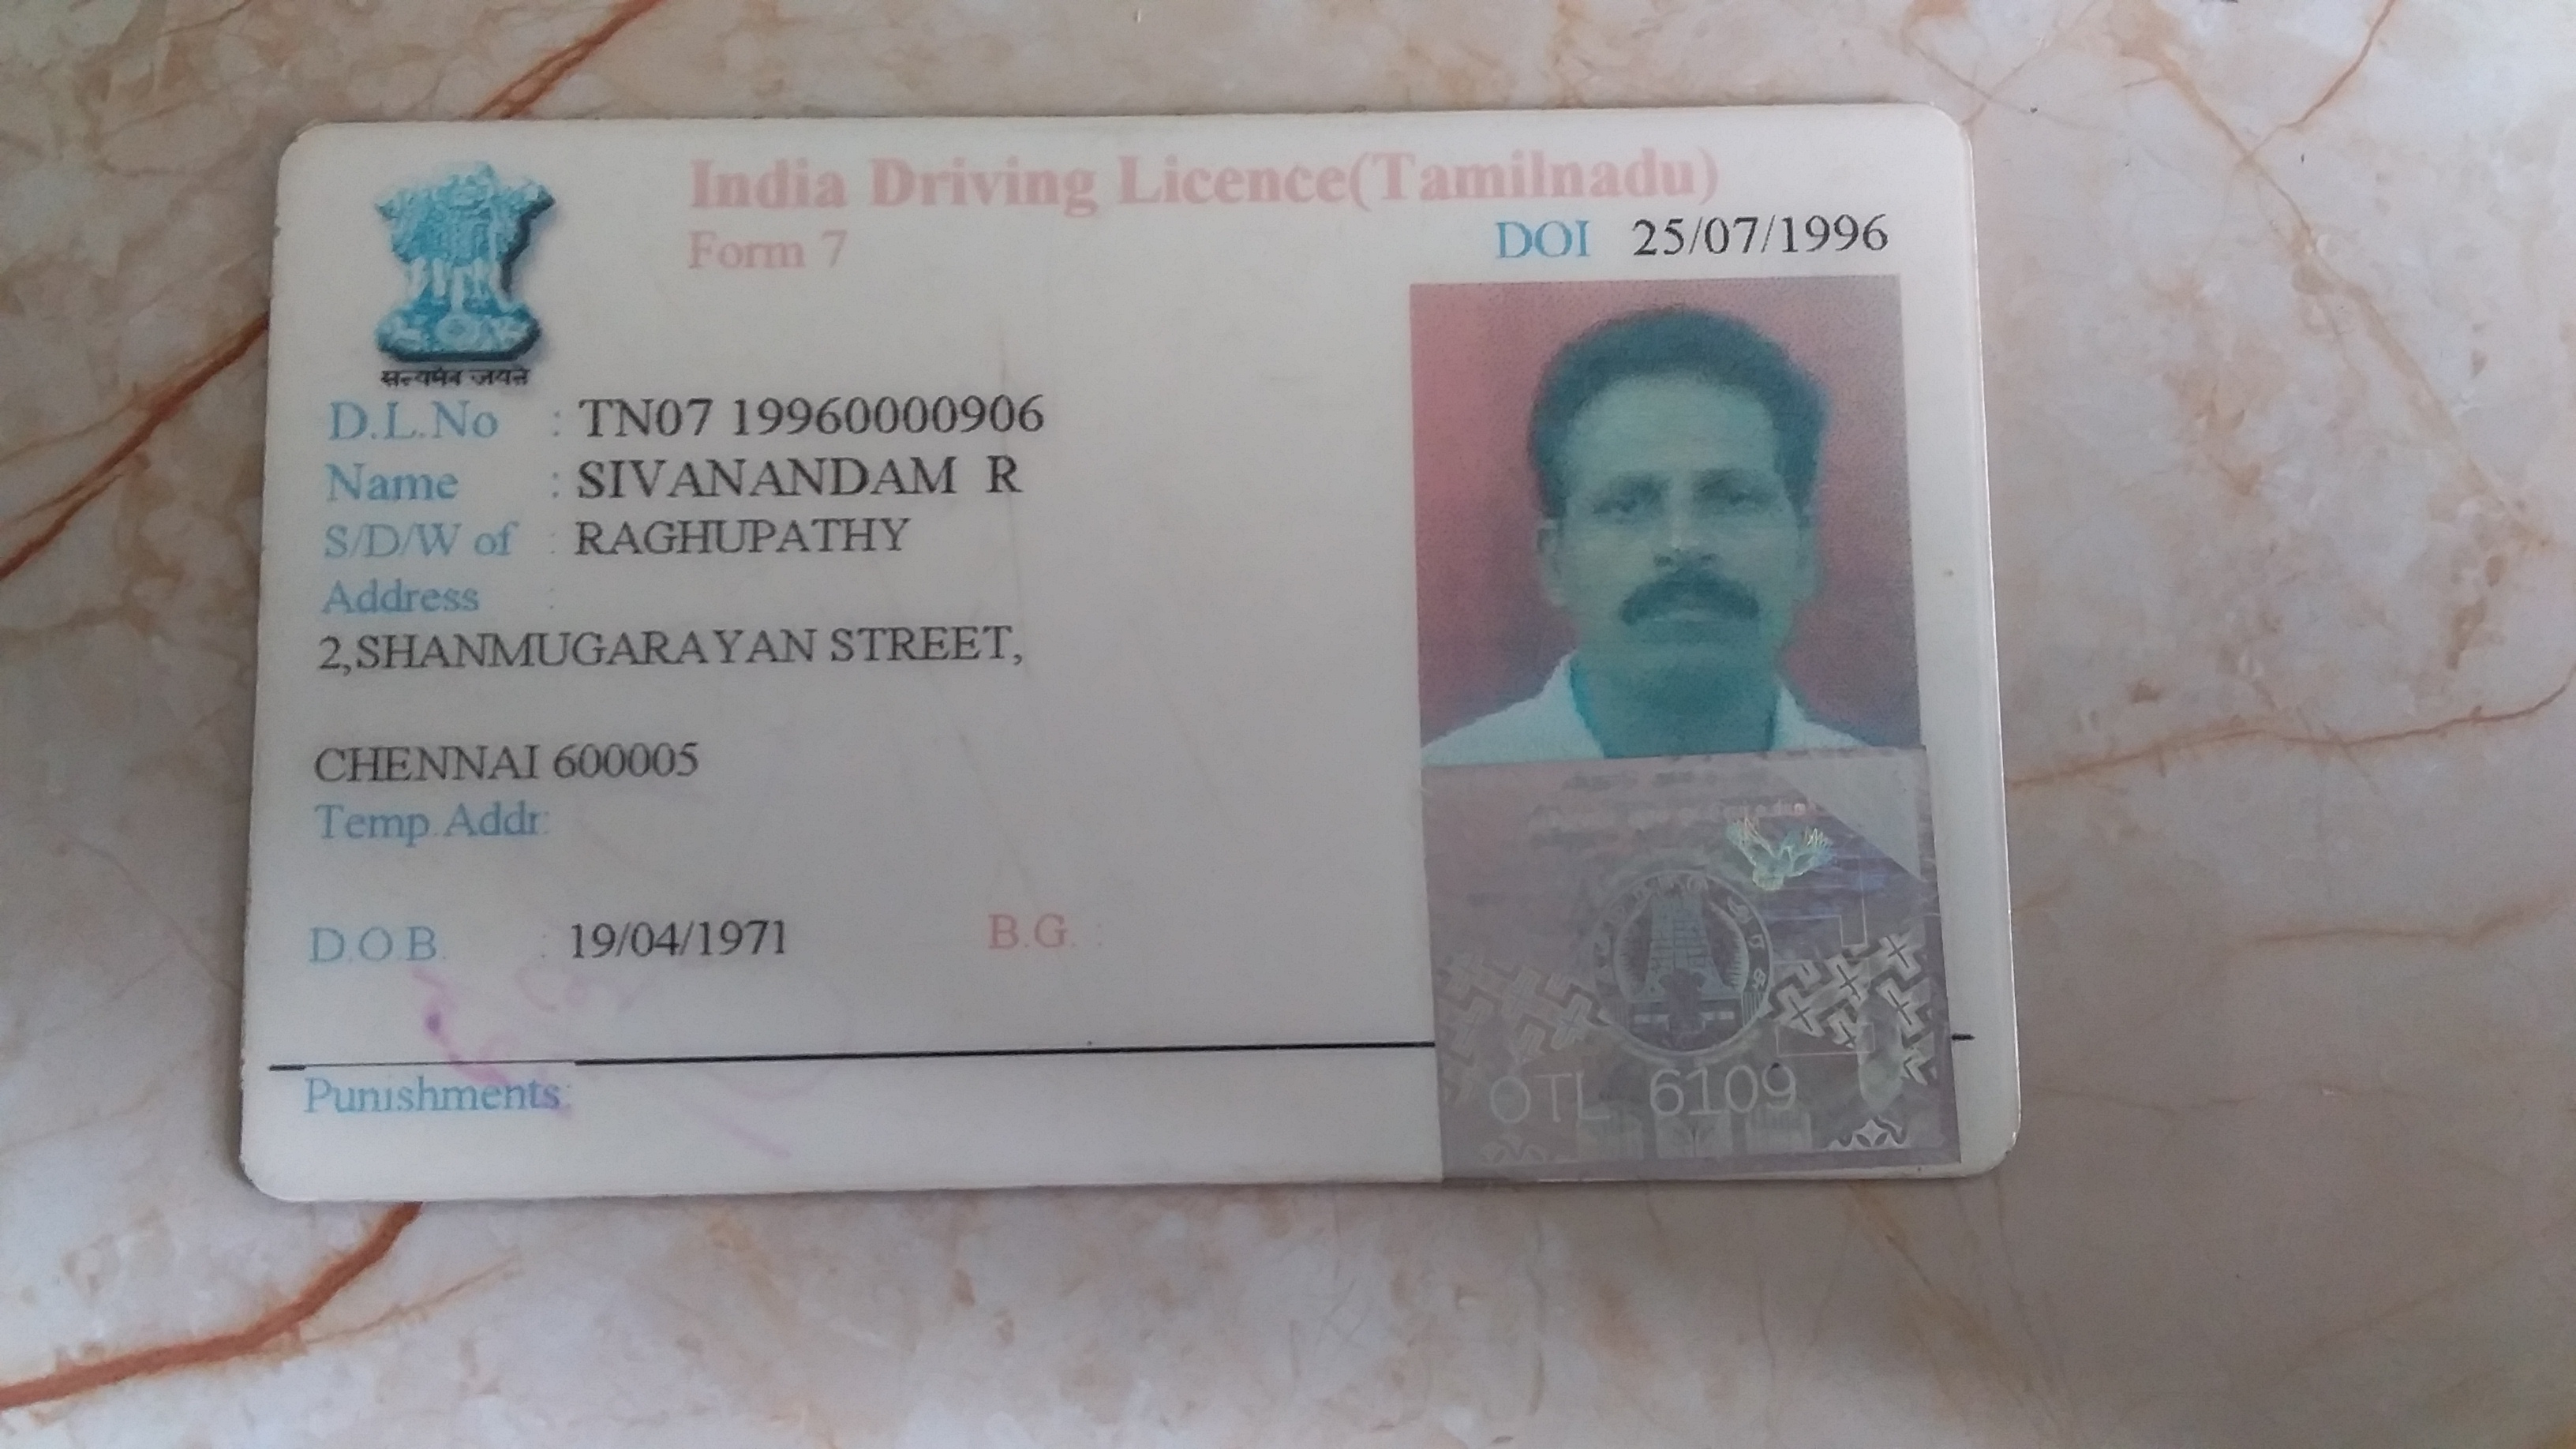 India Driving Licence(Tamilnadu)
Form 7
DOI 25/07/1996
सत्यमेव जयते
D.L.No : TN07 19960000906
Name : SIVANANDAM R
S/D/W of : RAGHUPATHY
Address :
2,SHANMUGARAYAN STREET,
CHENNAI 600005
Temp.Addr:
D.O.B. : 19/04/1971 B.G. :
Punishments:
OTL 6109